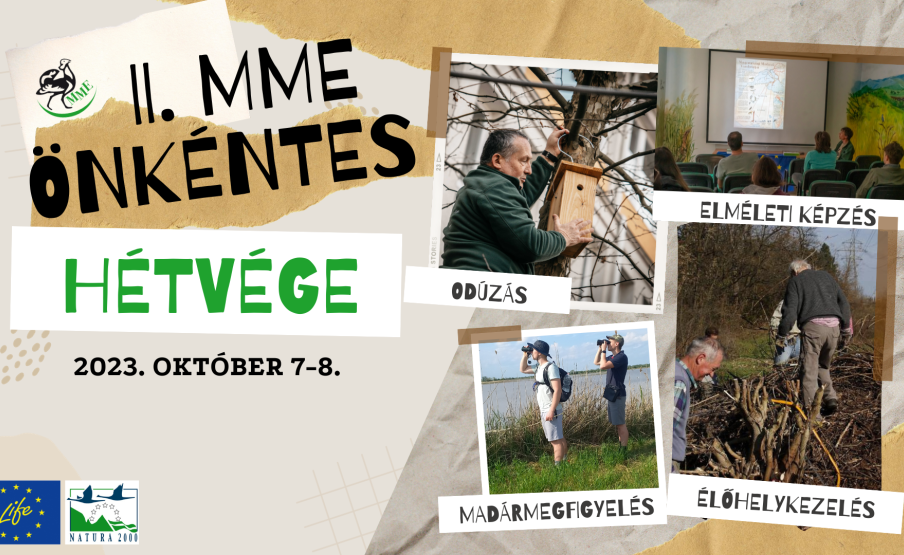 MME
II. MME
ÖNKÉNTES
HÉTVÉGE
2023. OKTÓBER 7-8.
ODÚZÁS
ELMÉLETI KÉPZÉS
MADÁRMEGFIGYELÉS
ÉLŐHELYKEZELÉS
Life
NATURA 2000